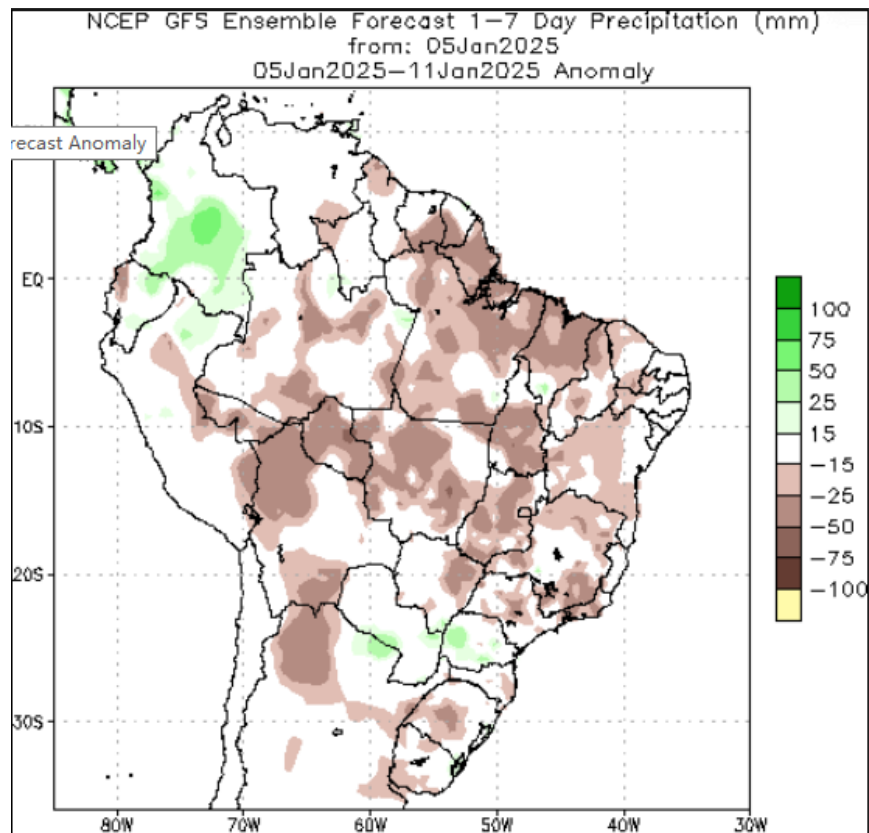 NCEP GFS Ensemble Forecast 1–7 Day Precipitation (mm)
from: 05Jan2025
05Jan2025–11Jan2025 Anomaly
recast Anomaly
EQ
10S
20S
30S
80W
70W
60W
50W
40W
30W
100
75
50
25
15
−15
−25
−50
−75
−100